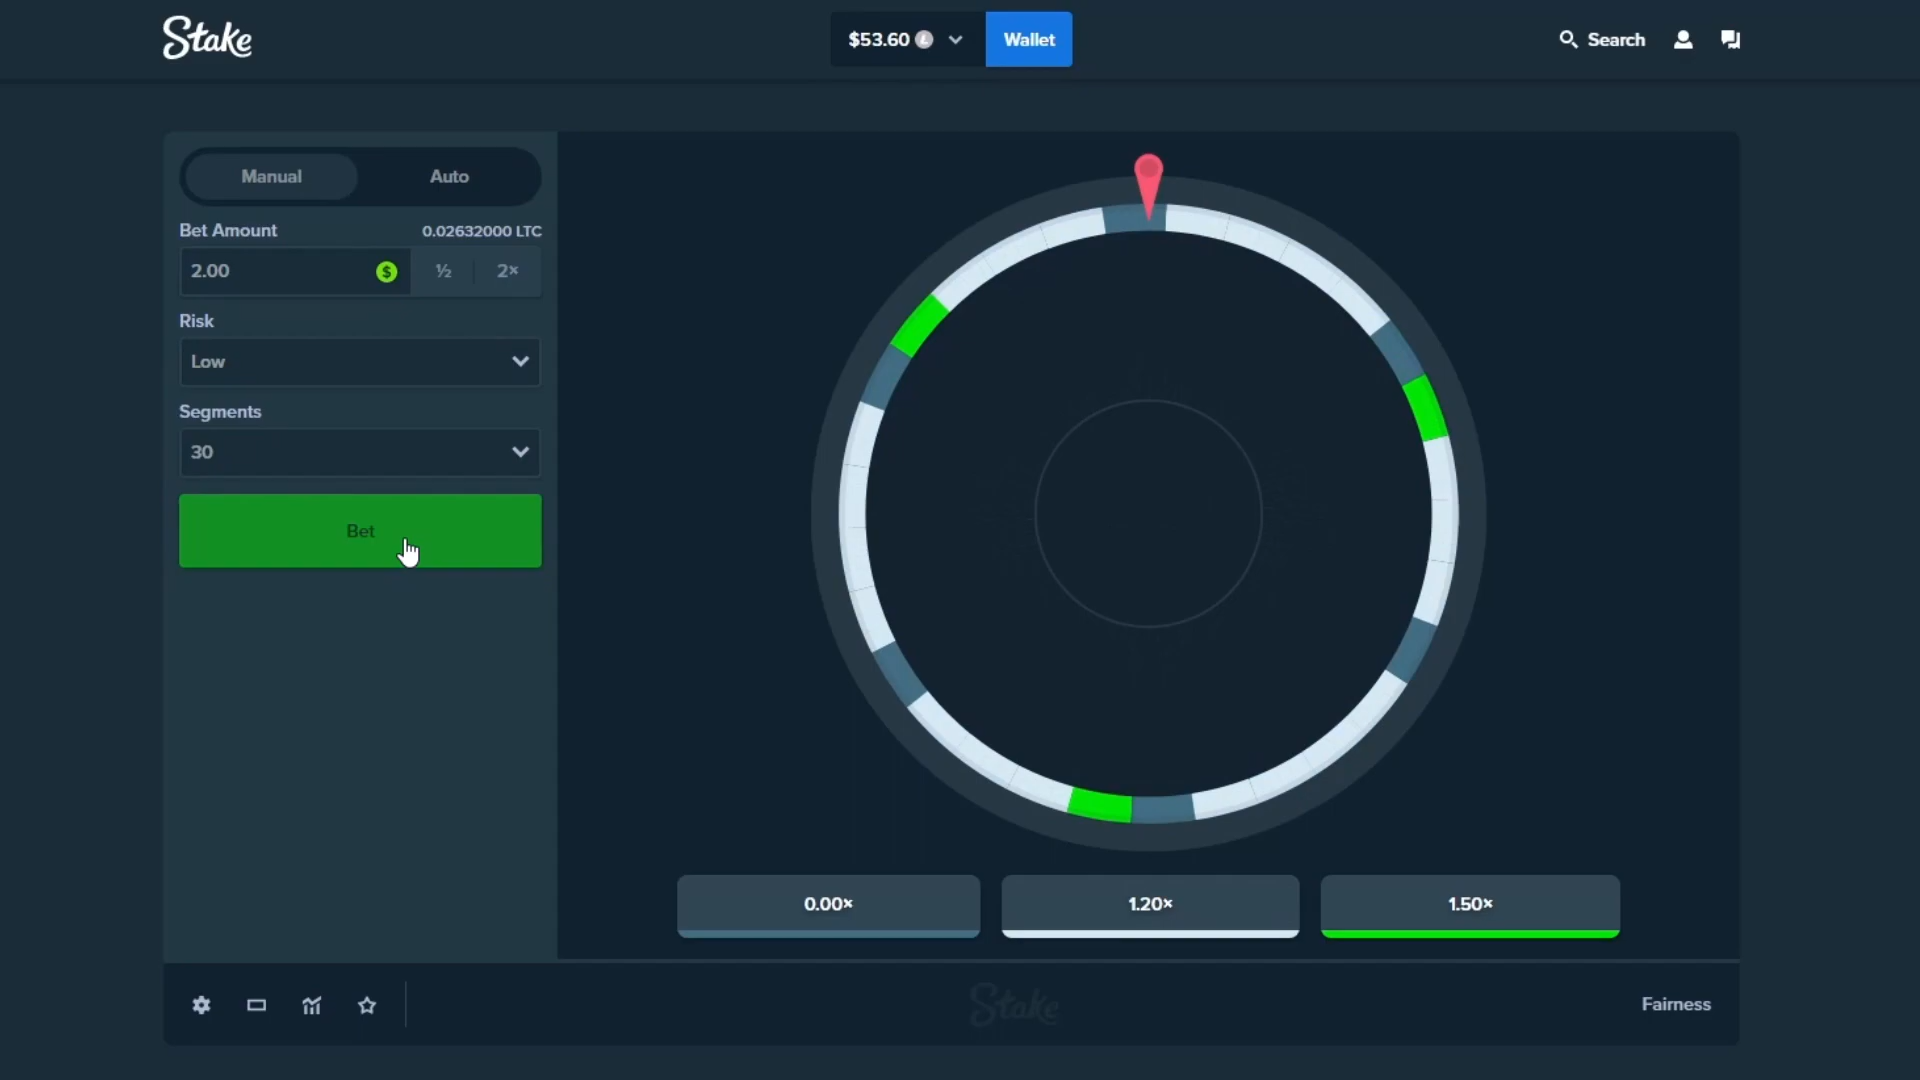 Stake
$53.60
Wallet
Search
Manual
Auto
Bet Amount
0.02632000 LTC
2.00
$
½
2×
Risk
Low
Segments
30
Bet
0.00×
1.20×
1.50×
Stake
Fairness